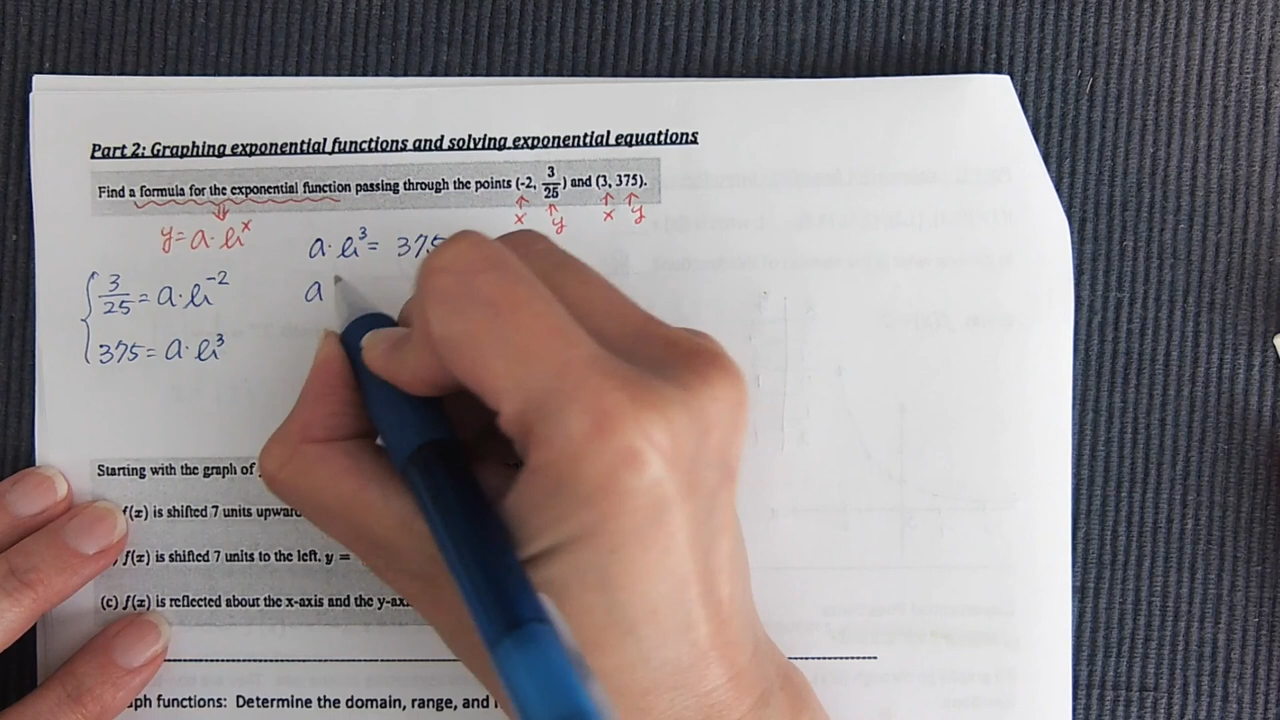 Part 2: Graphing exponential functions and solving exponential equations
Find a formula for the exponential function passing through the points (-2, 3/25) and (3, 375).
x y x y
y = a · b^x
a · b^3 = 375
3/25 = a · b^-2
a
375 = a · b^3
Starting with the graph of
f(x) is shifted 7 units upward
f(x) is shifted 7 units to the left. y =
(c) f(x) is reflected about the x-axis and the
functions: Determine the domain, range, and